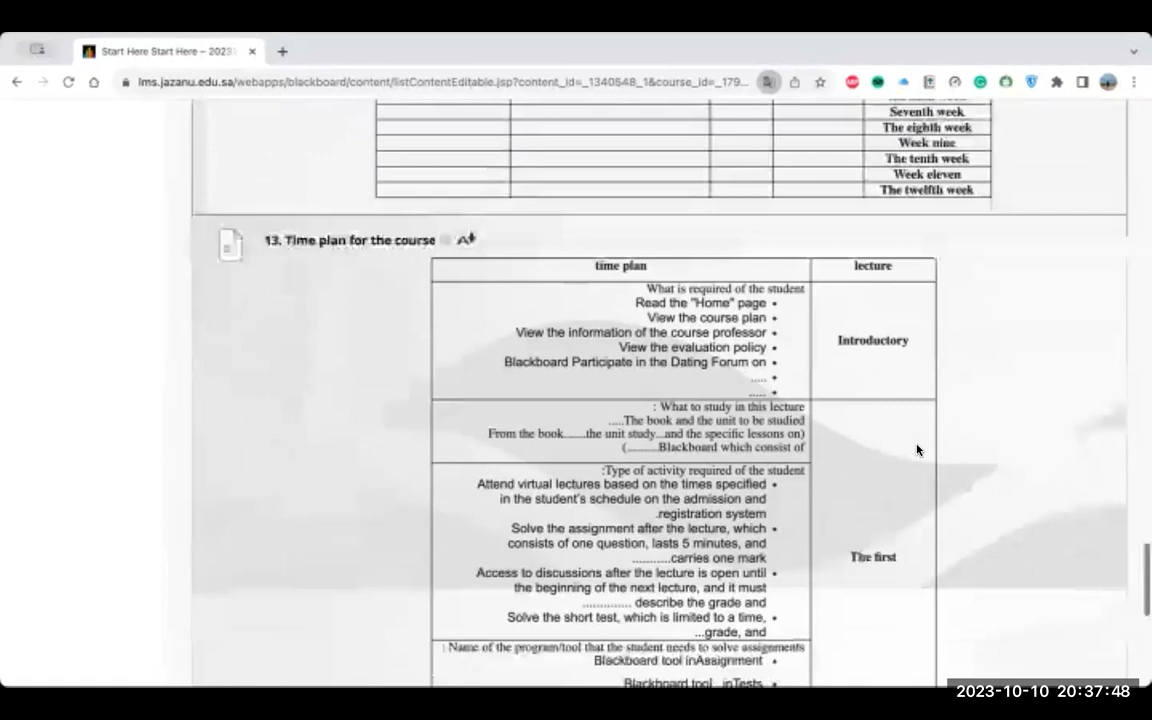 Start Here Start Here – 2023
lms.jazanu.edu.sa/webapps/blackboard/content/listContentEditable.jsp?content_id=_1340548_1&course_id=_179...
Seventh week
The eighth week
Week nine
The tenth week
Week eleven
The twelfth week
13. Time plan for the course
time plan
lecture
What is required of the student
Read the "Home" page •
View the course plan •
View the information of the course professor •
View the evaluation policy •
Blackboard Participate in the Dating Forum on •
..... •
..... •
Introductory
: What to study in this lecture
.....The book and the unit to be studied
From the book.......the unit study...and the specific lessons on)
(..........Blackboard which consist of
:Type of activity required of the student
Attend virtual lectures based on the times specified •
in the student's schedule on the admission and
.registration system
Solve the assignment after the lecture, which •
consists of one question, lasts 5 minutes, and
...........carries one mark
Access to discussions after the lecture is open until •
the beginning of the next lecture, and it must
.............. describe the grade and
Solve the short test, which is limited to a time, •
...grade, and
The first
: Name of the program/tool that the student needs to solve assignments
Blackboard tool inAssignment •
Blackboard tool inTests •
2023-10-10 20:37:48